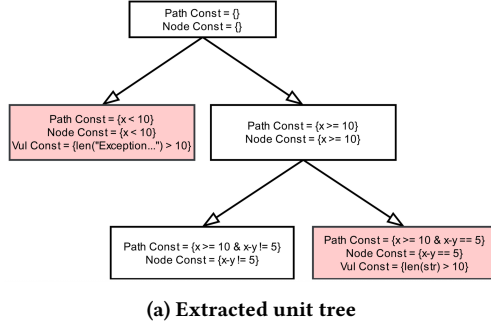 Path Const = {}
Node Const = {}
Path Const = {x < 10}
Node Const = {x < 10}
Vul Const = {len("Exception...") > 10}
Path Const = {x >= 10}
Node Const = {x >= 10}
Path Const = {x >= 10 & x-y != 5}
Node Const = {x-y != 5}
Path Const = {x >= 10 & x-y == 5}
Node Const = {x-y == 5}
Vul Const = {len(str) > 10}
(a) Extracted unit tree